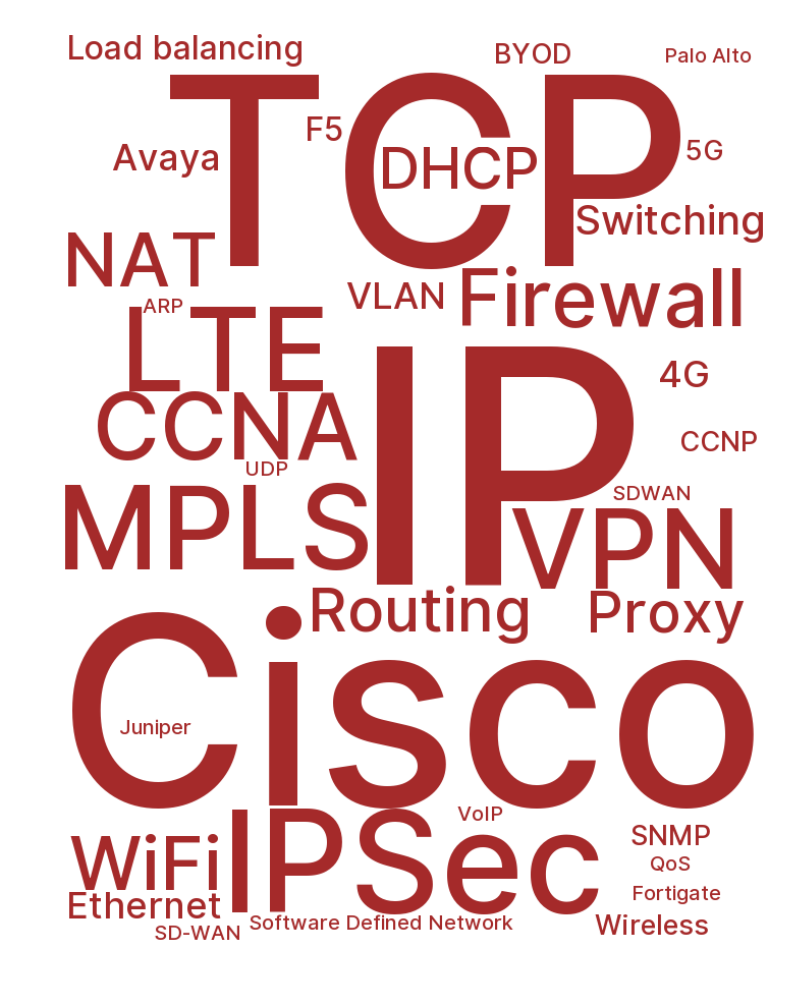 Load balancing
BYOD
Palo Alto
TCP
F5
Avaya
DHCP
5G
Switching
NAT
ARP
VLAN
Firewall
LTE
IP
4G
CCNA
CCNP
UDP
MPLS
SDWAN
VPN
Routing
Proxy
Cisco
Juniper
IPSec
VoIP
WiFi
SNMP
QoS
Ethernet
Fortigate
Software Defined Network
Wireless
SD-WAN